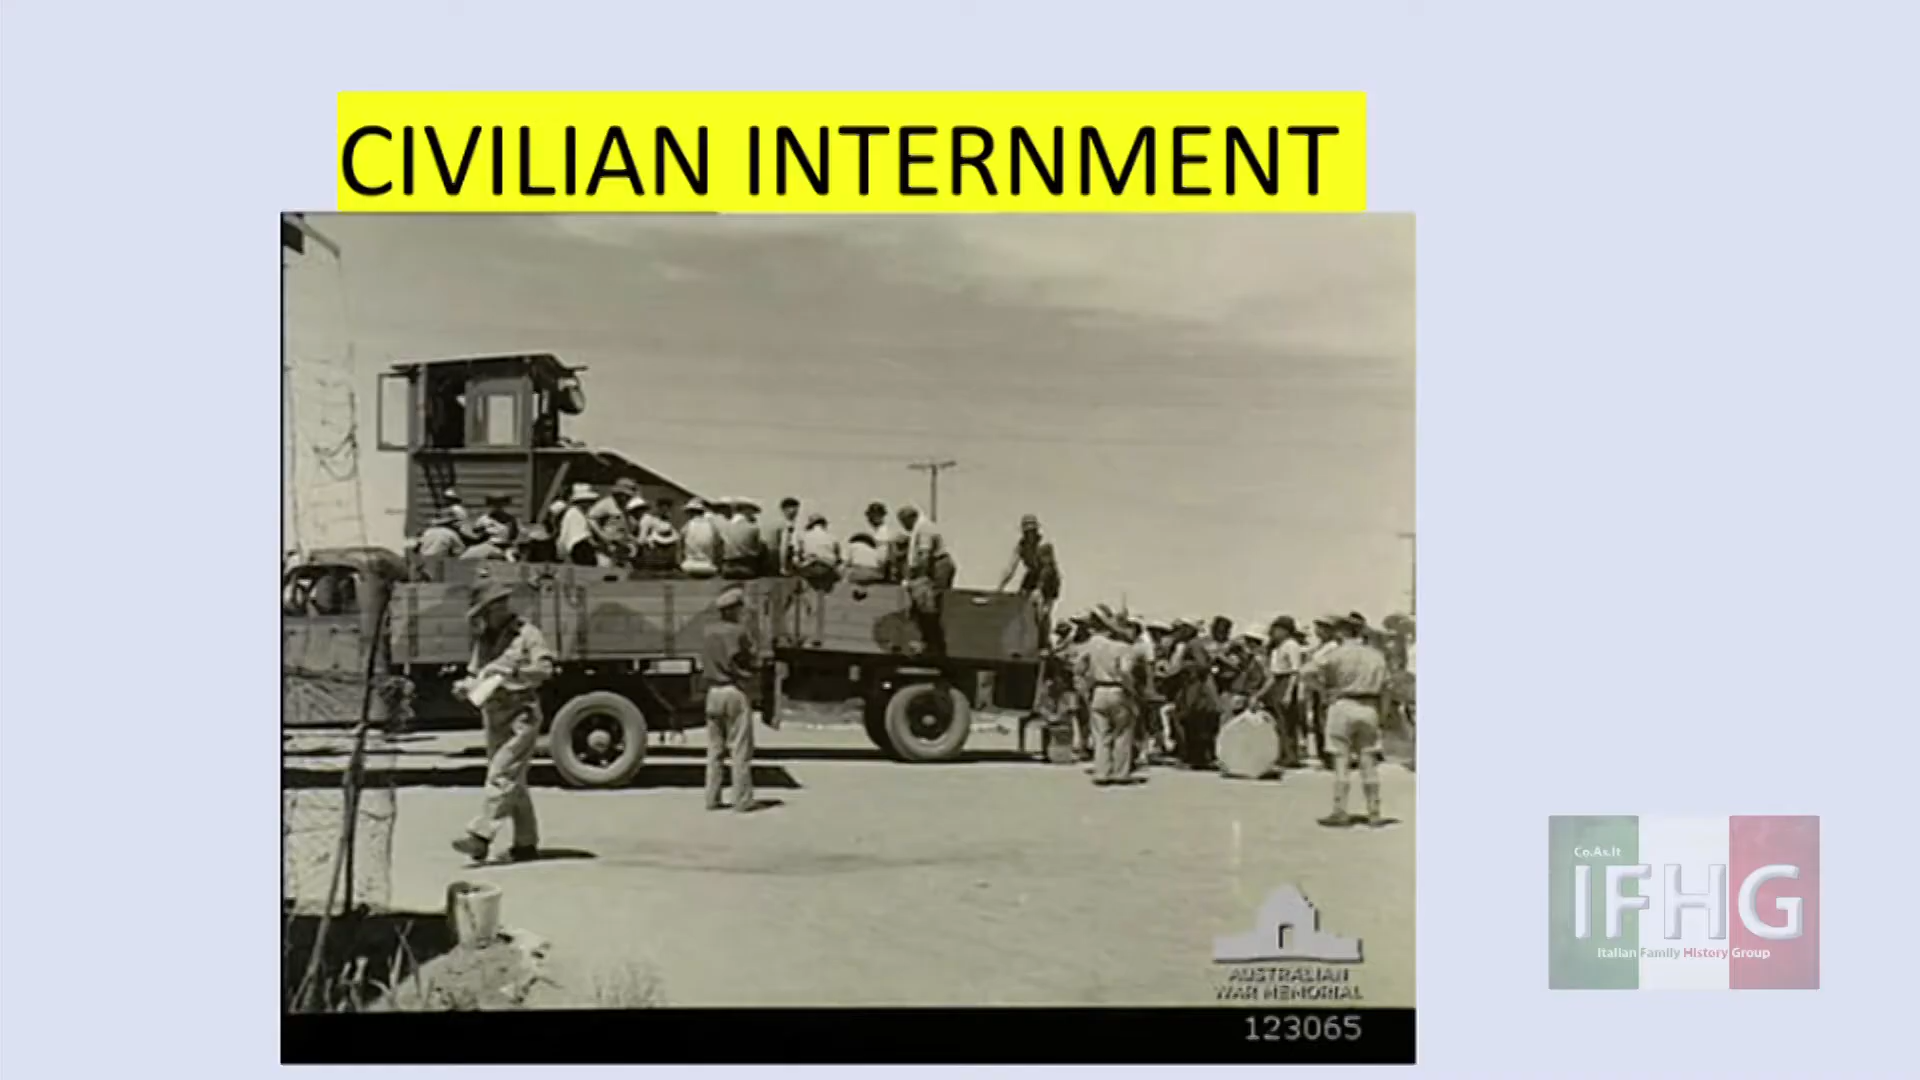 CIVILIAN INTERNMENT
AUSTRALIAN
WAR MEMORIAL
123065
Co.As.It
IFHG
Italian Family History Group